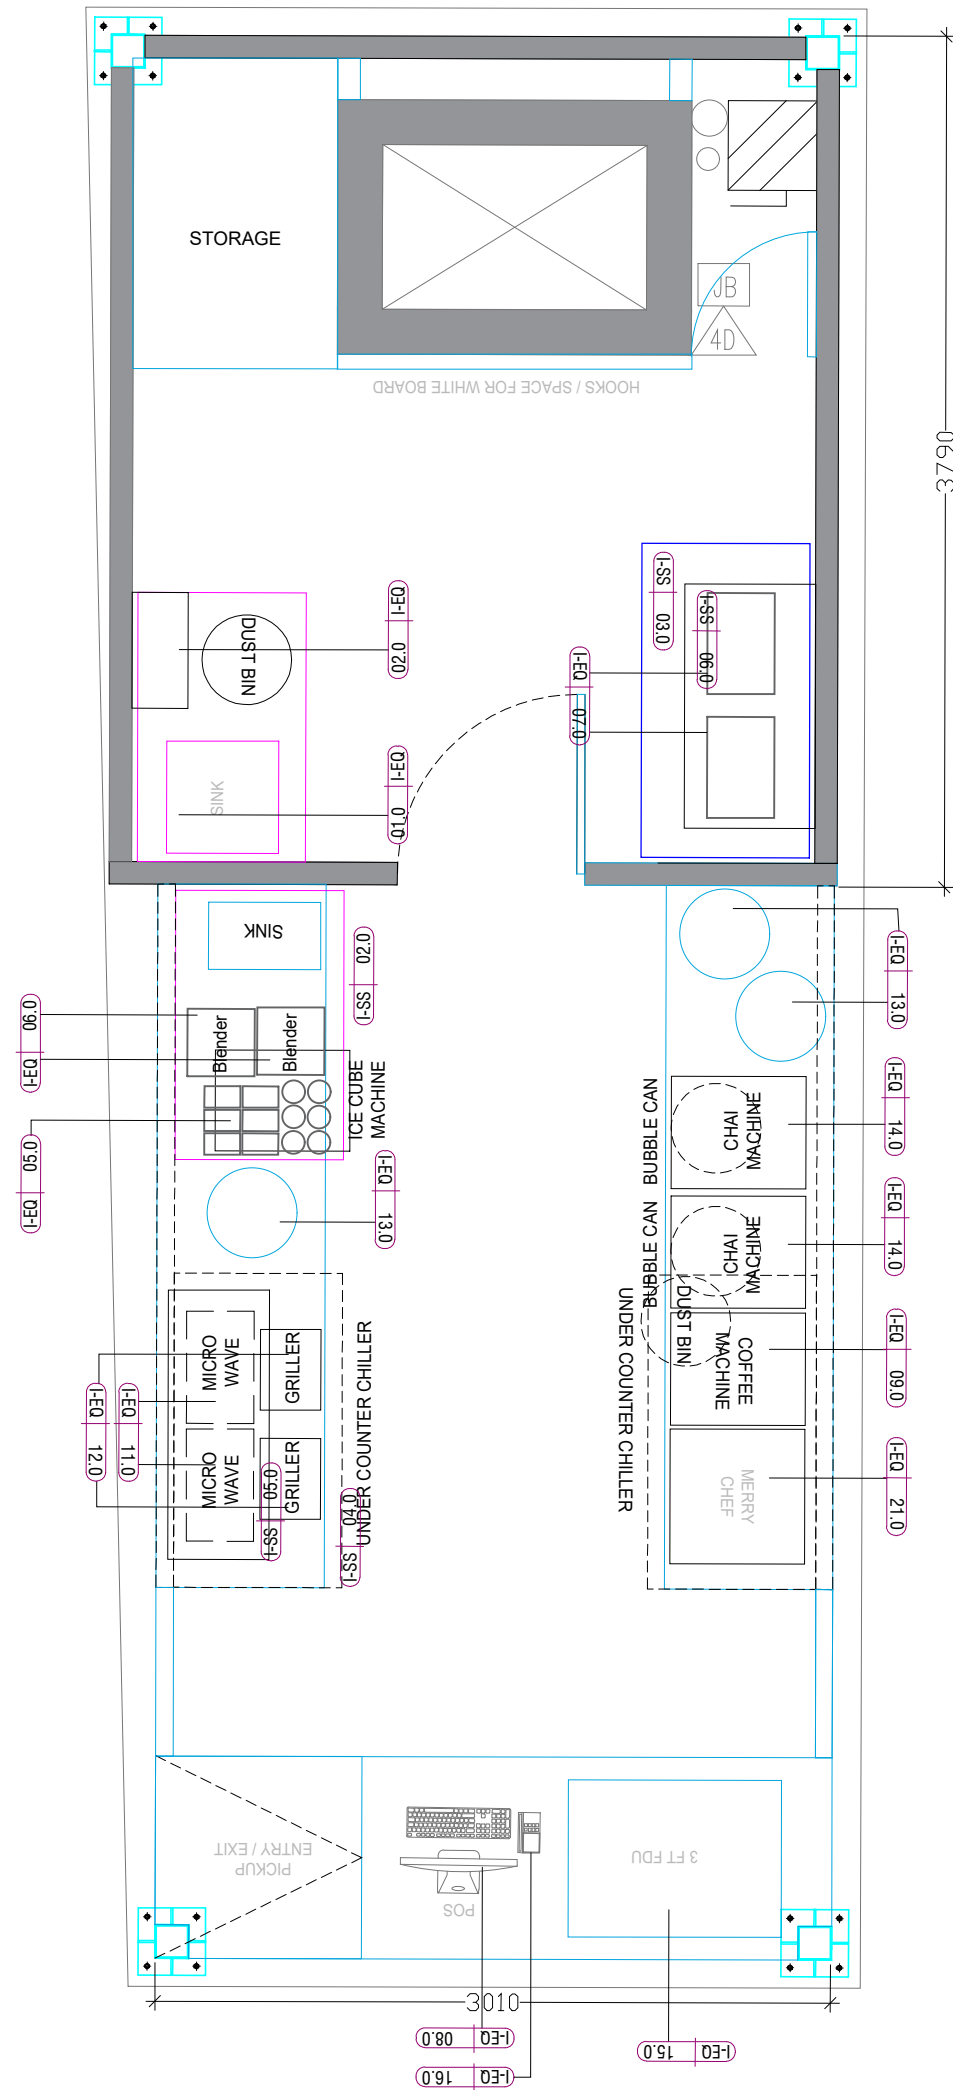 STORAGE
JB
4D
HOOKS / SPACE FOR WHITE BOARD
3790
I-SS 03.0
I-SS 06.0
I-EQ 02.0
DUST BIN
I-EQ 07.0
I-EQ 01.0
SINK
SINK
I-SS 02.0
I-EQ 13.0
I-EQ 06.0
Blender
Blender
ICE CUBE
MACHINE
I-EQ 05.0
I-EQ 13.0
BUBBLE CAN
CHAI
MACHINE
I-EQ 14.0
BUBBLE CAN
CHAI
MACHINE
I-EQ 14.0
DUST BIN
UNDER COUNTER CHILLER
COFFEE
MACHINE
I-EQ 09.0
MERRY
CHEF
I-EQ 21.0
MICRO
WAVE
GRILLER
UNDER COUNTER CHILLER
I-EQ 12.0
I-EQ 11.0
MICRO
WAVE
GRILLER
I-SS 05.0
I-SS 04.0
PICKUP
ENTRY / EXIT
POS
3 FT FDU
3010
I-EQ 08.0
I-EQ 16.0
I-EQ 15.0